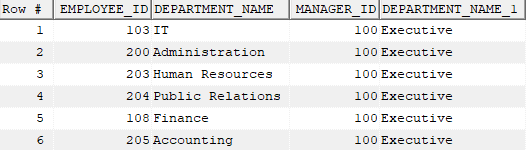 Row # EMPLOYEE_ID DEPARTMENT_NAME MANAGER_ID DEPARTMENT_NAME_1
1 103 IT 100 Executive
2 200 Administration 100 Executive
3 203 Human Resources 100 Executive
4 204 Public Relations 100 Executive
5 108 Finance 100 Executive
6 205 Accounting 100 Executive